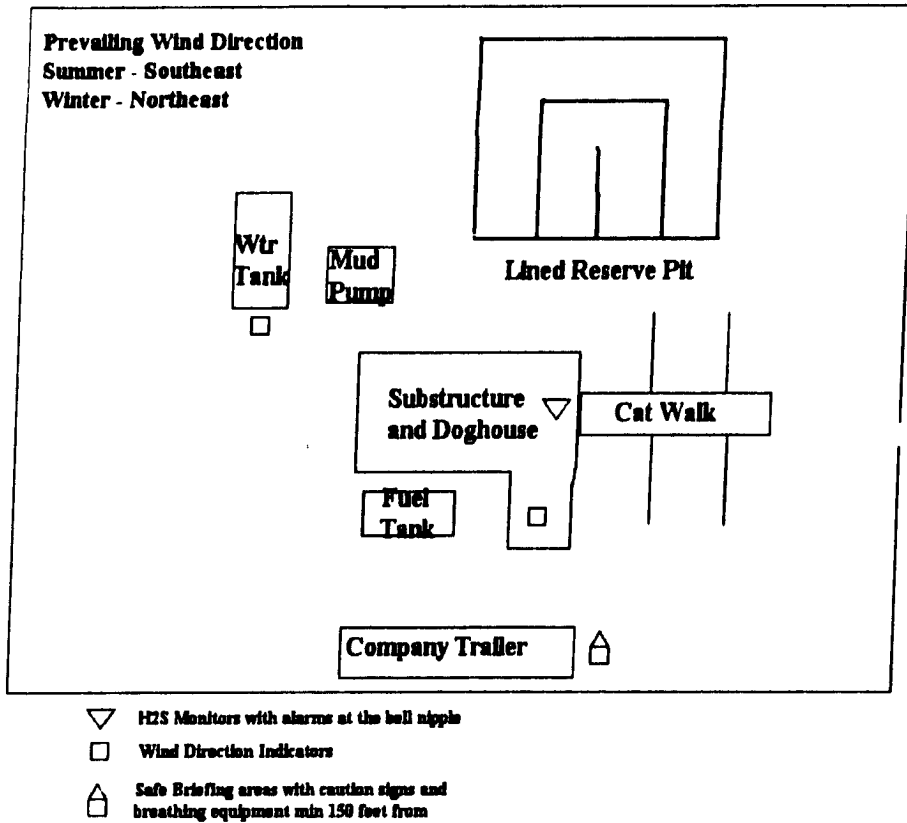 Prevailing Wind Direction
Summer - Southeast
Winter - Northeast
Wtr
Tank
Mud
Pump
Lined Reserve Pit
Substructure
and Doghouse
Cat Walk
Fuel
Tank
Company Trailer
H2S Monitors with alarms at the bell nipple
Wind Direction Indicators
Safe Briefing areas with caution signs and
breathing equipment min 150 feet from